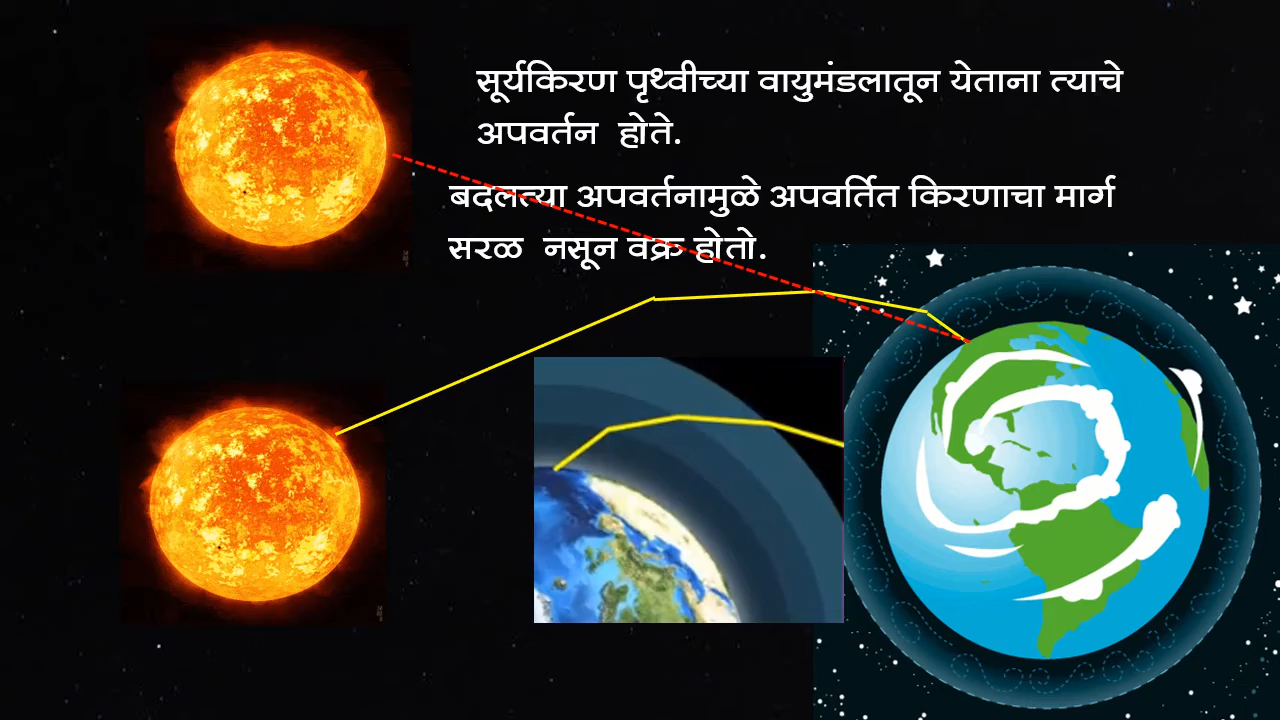 सूर्यकिरण पृथ्वीच्या वायुमंडलातून येताना त्याचे
अपवर्तन होते.
बदलत्या अपवर्तनामुळे अपवर्तित किरणाचा मार्ग
सरळ नसून वक्र होतो.